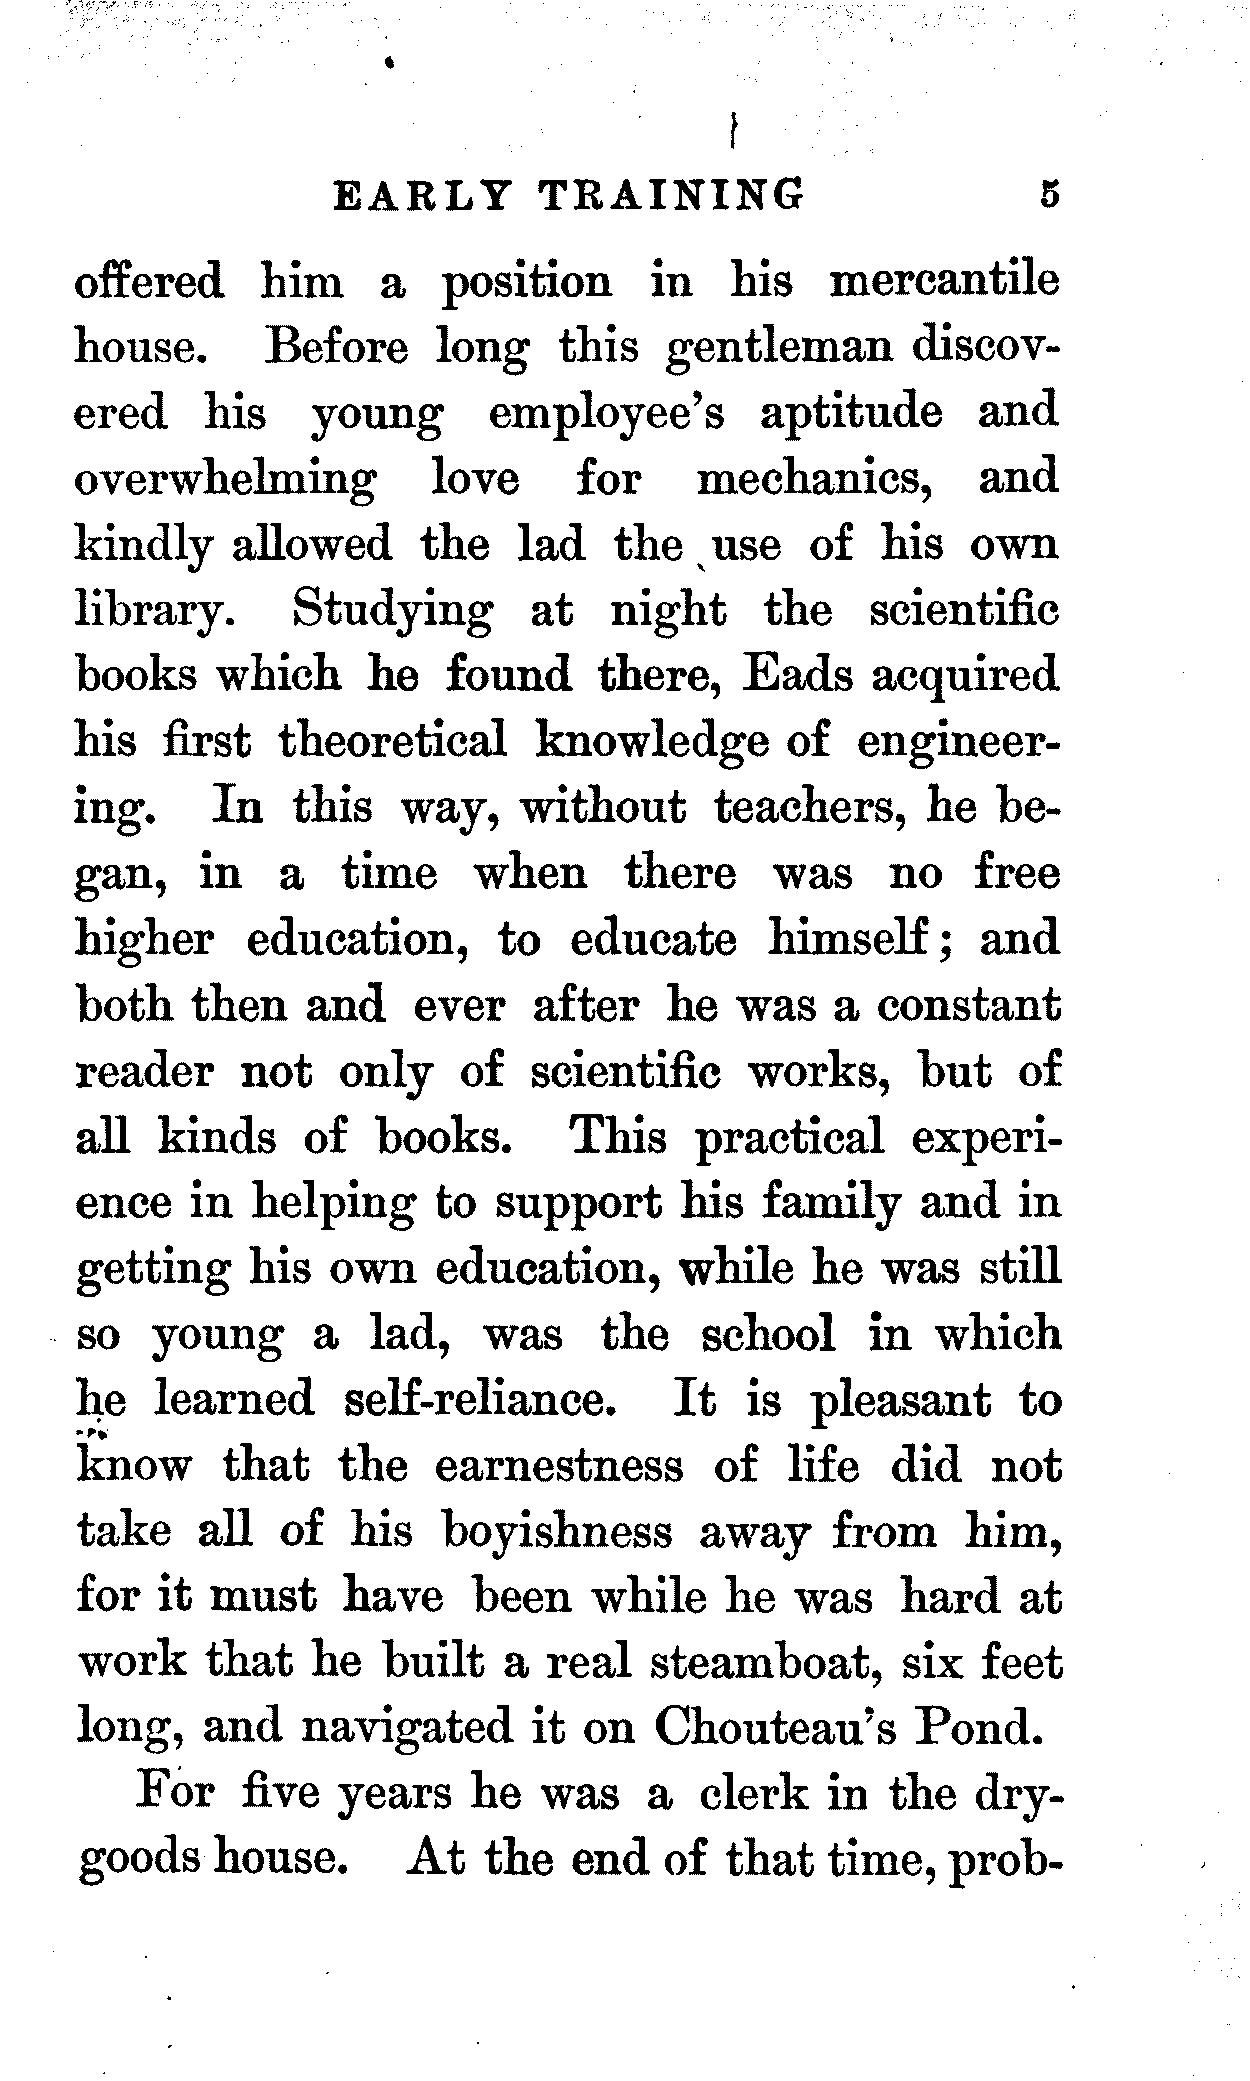 EARLY TRAINING 5
offered him a position in his mercantile
house. Before long this gentleman discov-
ered his young employee's aptitude and
overwhelming love for mechanics, and
kindly allowed the lad the use of his own
library. Studying at night the scientific
books which he found there, Eads acquired
his first theoretical knowledge of engineer-
ing. In this way, without teachers, he be-
gan, in a time when there was no free
higher education, to educate himself; and
both then and ever after he was a constant
reader not only of scientific works, but of
all kinds of books. This practical experi-
ence in helping to support his family and in
getting his own education, while he was still
so young a lad, was the school in which
he learned self-reliance. It is pleasant to
know that the earnestness of life did not
take all of his boyishness away from him,
for it must have been while he was hard at
work that he built a real steamboat, six feet
long, and navigated it on Chouteau's Pond.
For five years he was a clerk in the dry-
goods house. At the end of that time, prob-